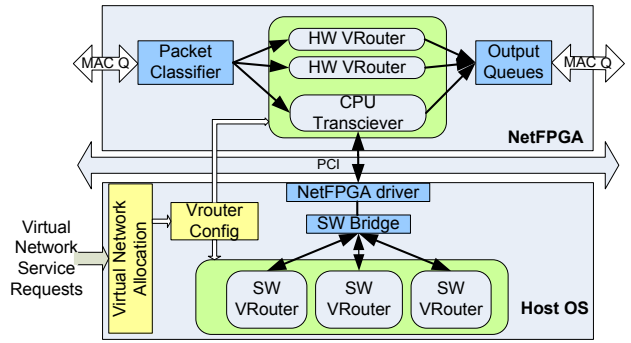 MAC Q
Packet
Classifier
HW VRouter
HW VRouter
CPU
Transciever
Output
Queues
MAC Q
NetFPGA
PCI
Virtual
Network
Service
Requests
Virtual Network
Allocation
Vrouter
Config
NetFPGA driver
SW Bridge
SW
VRouter
SW
VRouter
SW
VRouter
Host OS